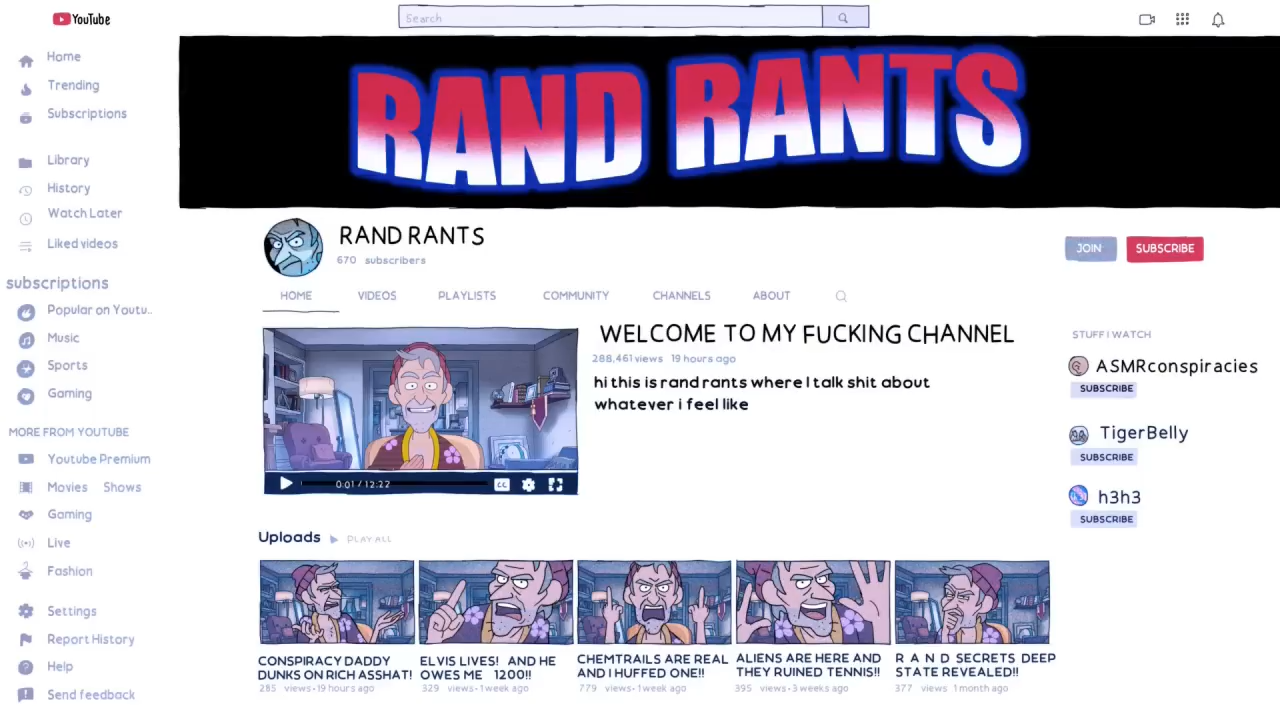 YouTube
Search
Home
Trending
Subscriptions
Library
History
Watch Later
Liked videos
subscriptions
Popular on Youtu..
Music
Sports
Gaming
MORE FROM YOUTUBE
Youtube Premium
Movies Shows
Gaming
Live
Fashion
Settings
Report History
Help
Send feedback
RAND RANTS
RAND RANTS
670 subscribers
JOIN
SUBSCRIBE
HOME VIDEOS PLAYLISTS COMMUNITY CHANNELS ABOUT
0:01 / 12:22
CC
WELCOME TO MY FUCKING CHANNEL
288,461 views 19 hours ago
hi this is rand rants where I talk shit about
whatever i feel like
STUFF I WATCH
ASMRconspiracies
SUBSCRIBE
TigerBelly
SUBSCRIBE
h3h3
SUBSCRIBE
Uploads PLAY ALL
CONSPIRACY DADDY
DUNKS ON RICH ASSHAT!
285 views • 19 hours ago
ELVIS LIVES! AND HE
OWES ME 1200!!
329 views • 1 week ago
CHEMTRAILS ARE REAL
AND I HUFFED ONE!!
779 views • 1 week ago
ALIENS ARE HERE AND
THEY RUINED TENNIS!!
395 views • 3 weeks ago
R A N D SECRETS DEEP
STATE REVEALED!!
377 views 1 month ago